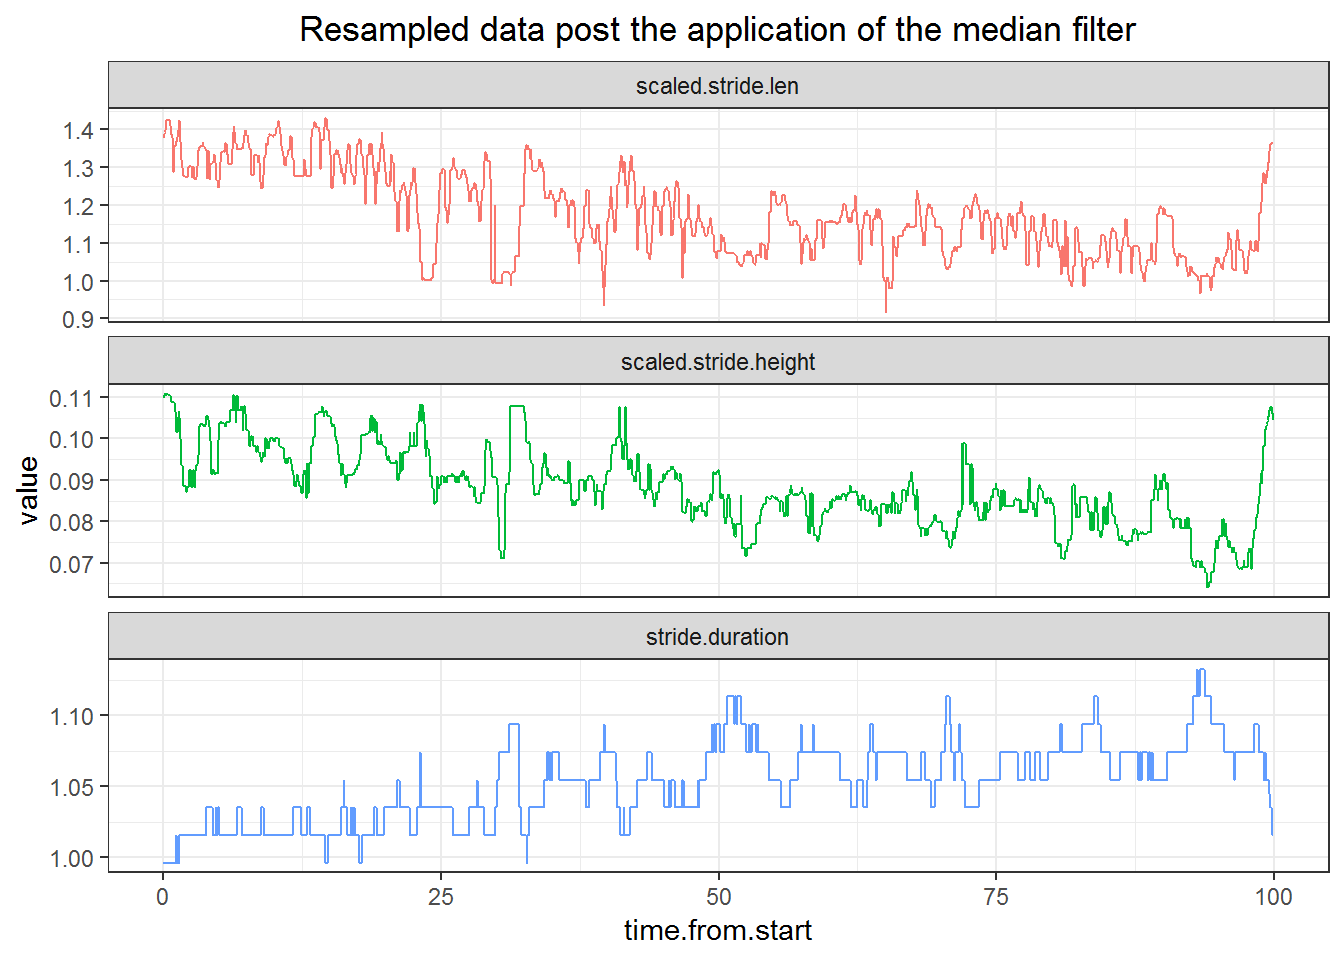 Resampled data post the application of the median filter
scaled.stride.len
1.4
1.3
1.2
1.1
1.0
0.9
scaled.stride.height
0.11
0.10
0.09
0.08
0.07
value
stride.duration
1.10
1.05
1.00
0 25 50 75 100
time.from.start